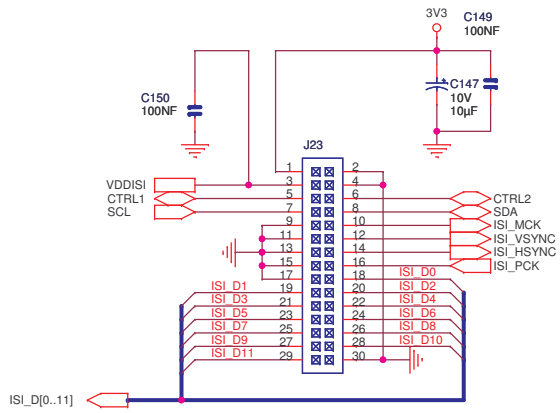 3V3
C149
100NF
C147
10V
10µF
C150
100NF
J23
1 2
VDDISI 3 4
CTRL1 5 6 CTRL2
SCL 7 8 SDA
9 10 ISI_MCK
11 12 ISI_VSYNC
13 14 ISI_HSYNC
15 16 ISI_PCK
17 18 ISI_D0
ISI_D1 19 20 ISI_D2
ISI_D3 21 22 ISI_D4
ISI_D5 23 24 ISI_D6
ISI_D7 25 26 ISI_D8
ISI_D9 27 28 ISI_D10
ISI_D11 29 30
ISI_D[0..11]